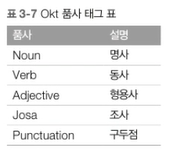 표 3-7 Okt 품사 태그 표
품사 설명
Noun 명사
Verb 동사
Adjective 형용사
Josa 조사
Punctuation 구두점